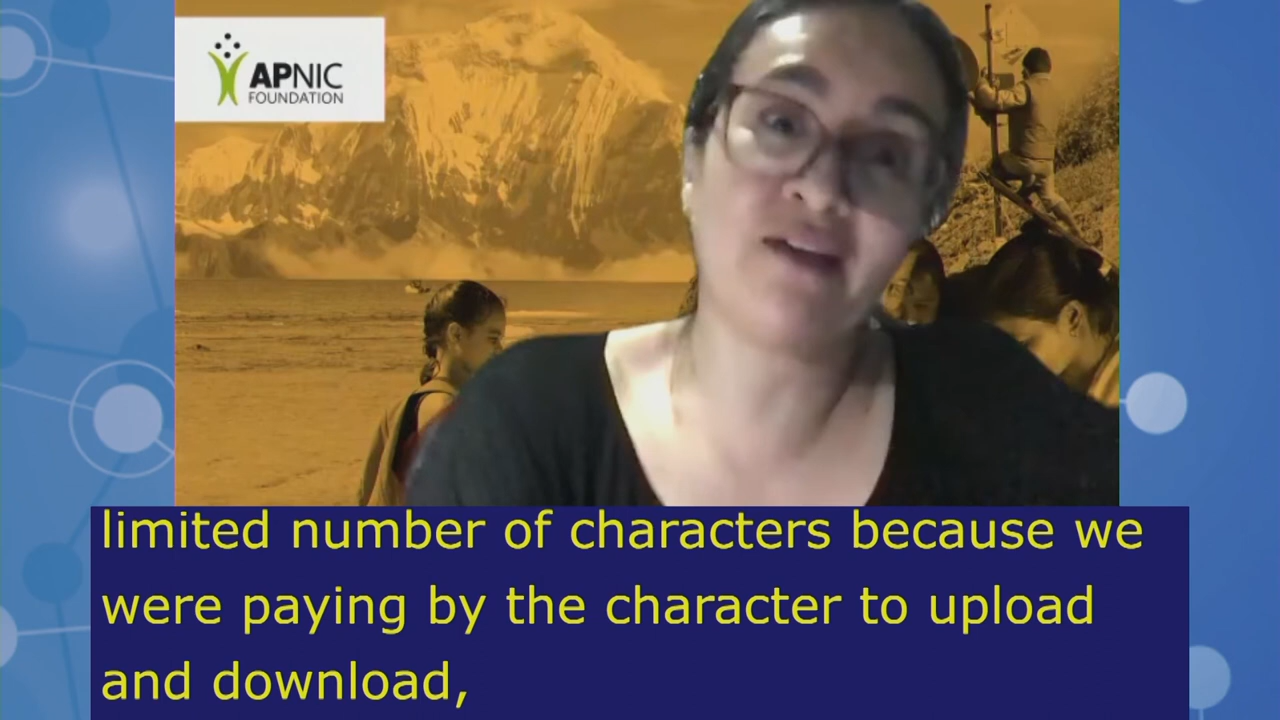 APNIC
FOUNDATION
limited number of characters because we
were paying by the character to upload
and download,